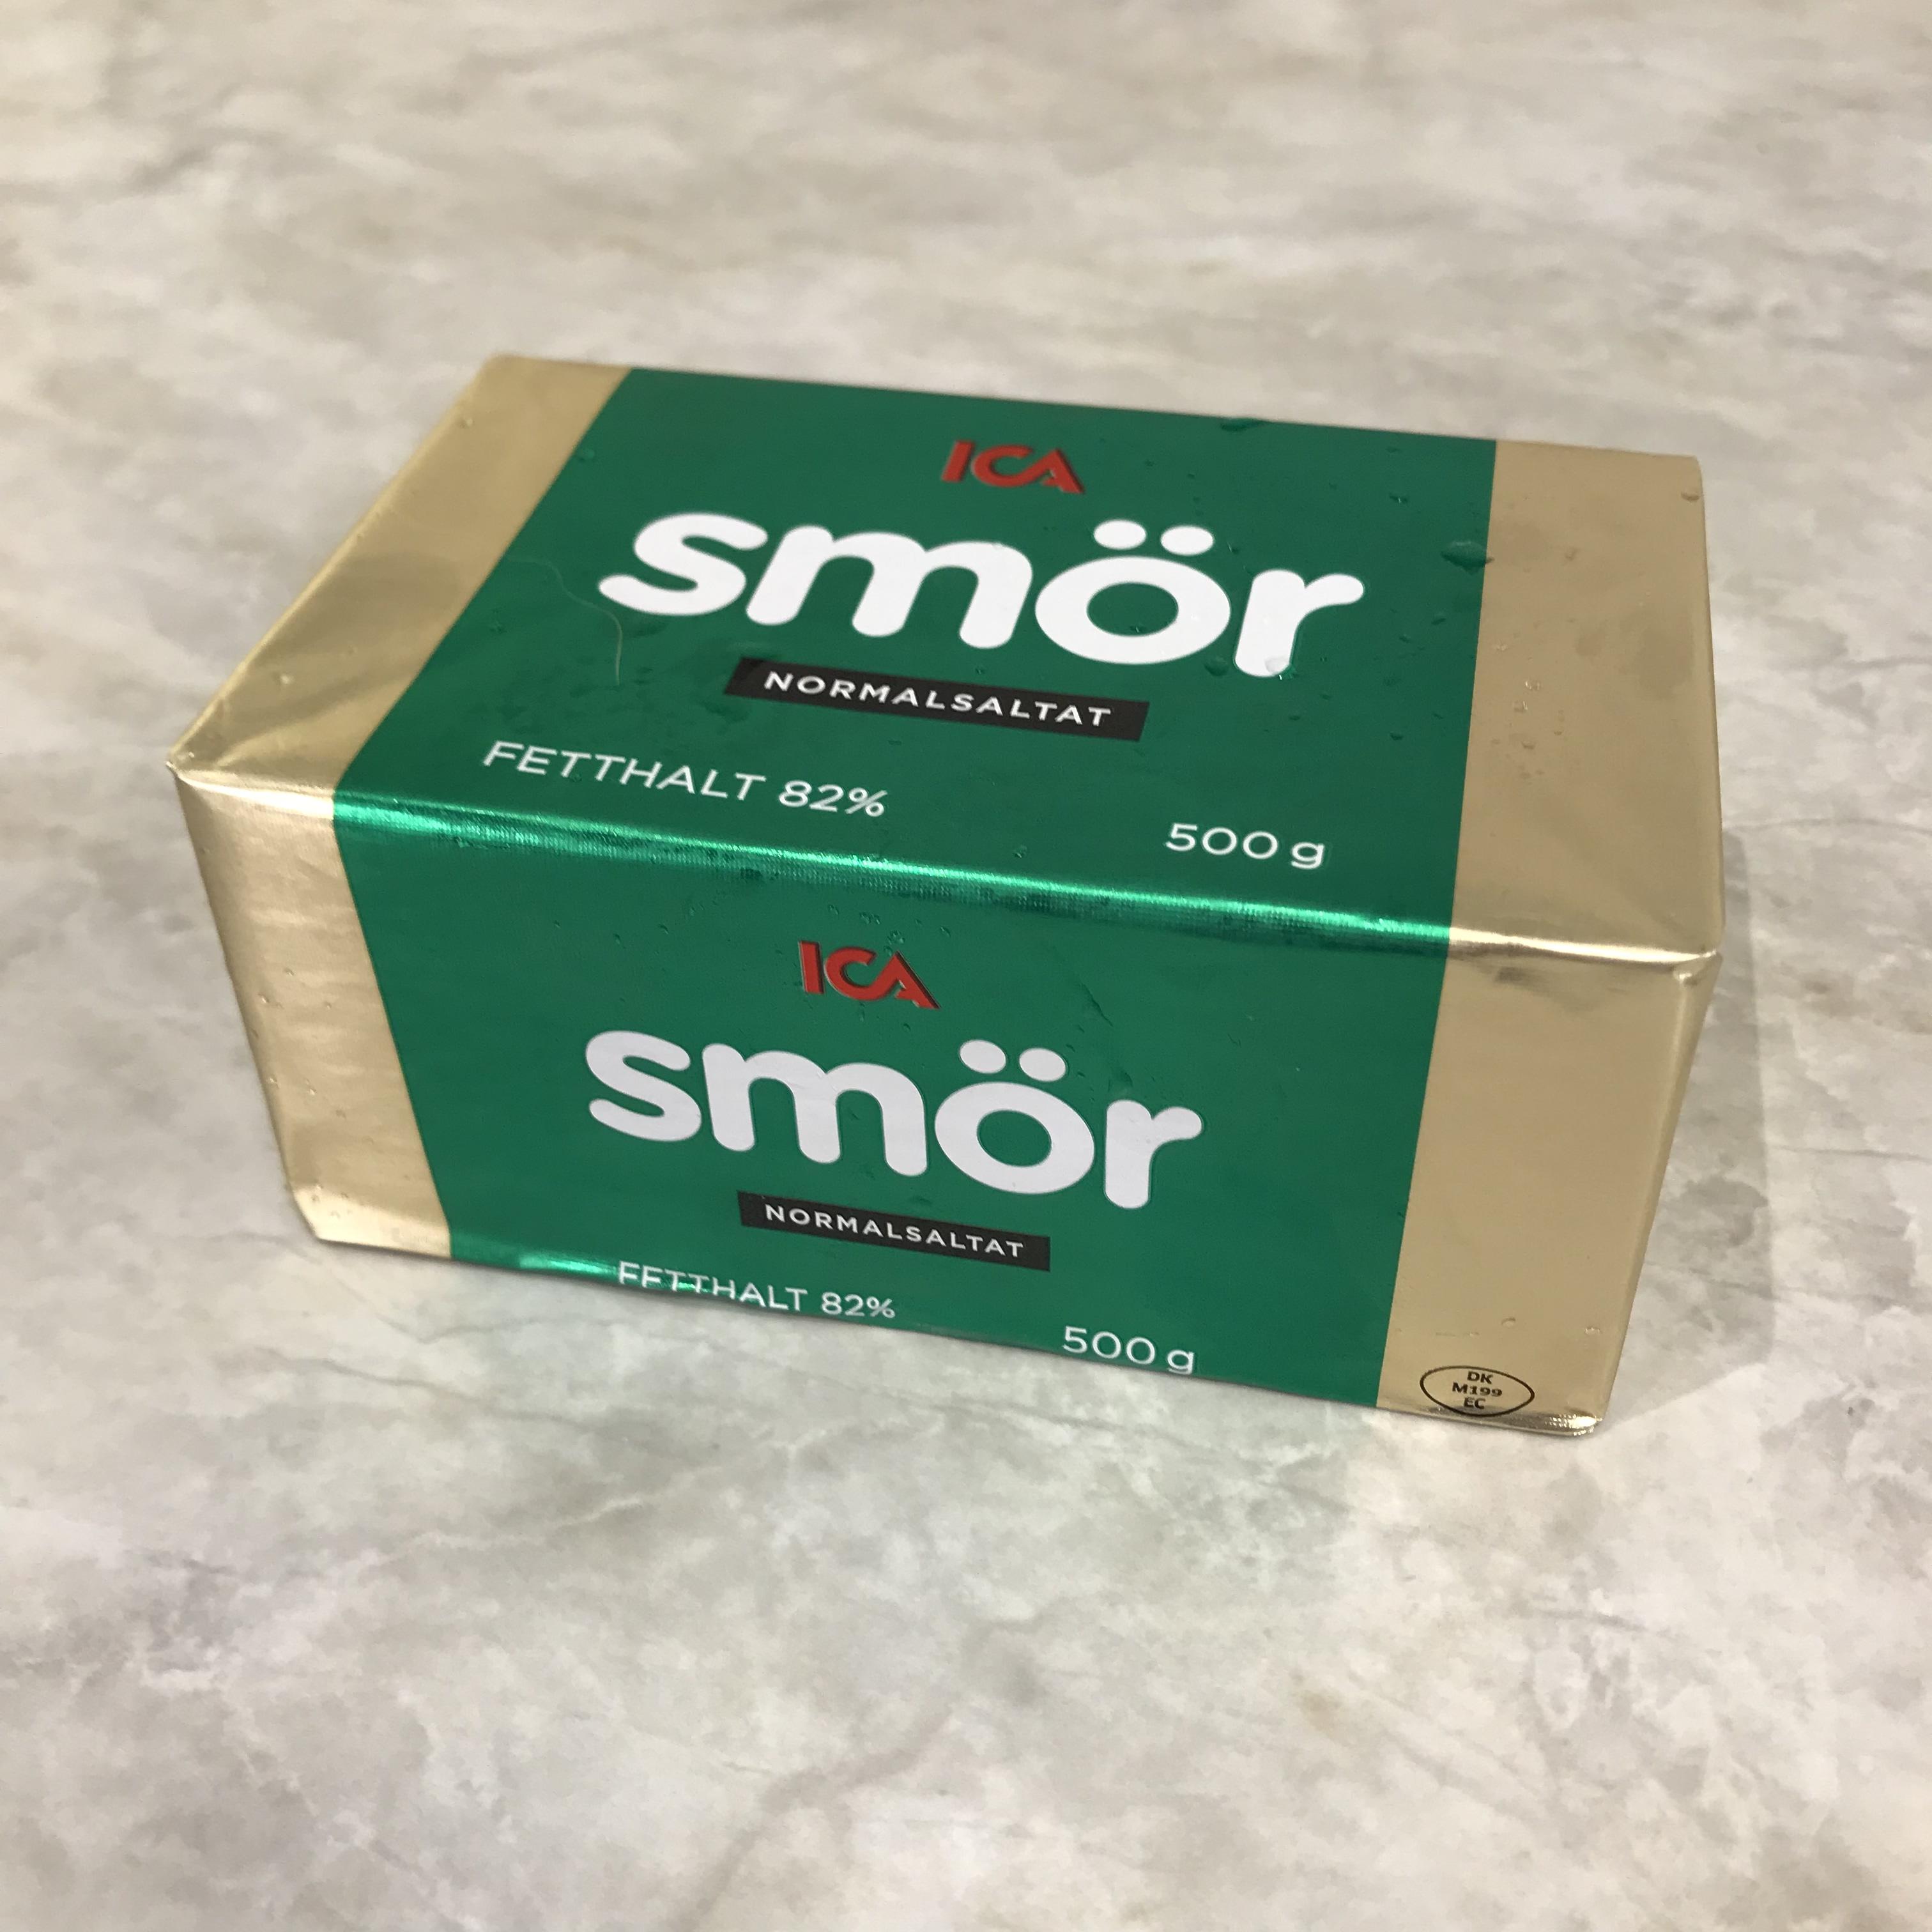 ICA
smör
NORMALSALTAT
FETTHALT 82%
500 g
ICA
smör
NORMALSALTAT
FETTHALT 82%
500 g
DK
M199
EC